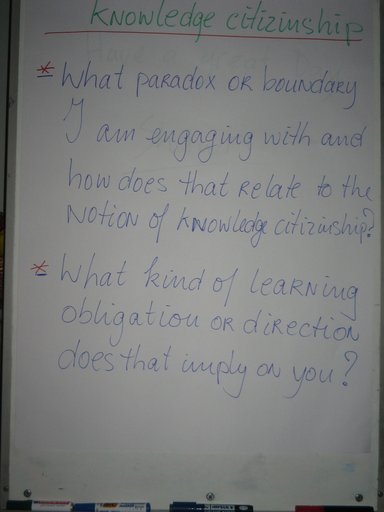 Knowledge citizinship
* What paradox or boundary
I am engaging with and
how does that relate to the
notion of knowledge citizinship?
* What kind of learning
obligation or direction
does that imply on you?